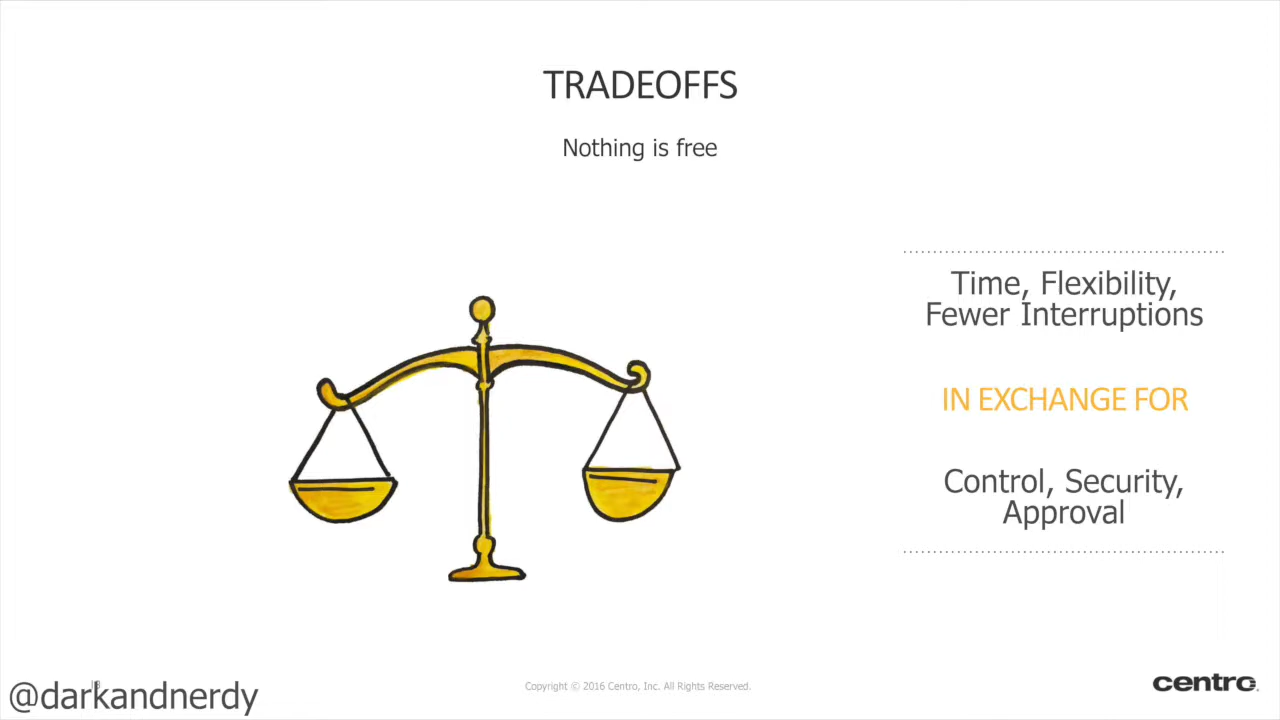 TRADEOFFS
Nothing is free
Time, Flexibility,
Fewer Interruptions
IN EXCHANGE FOR
Control, Security,
Approval
@darkandnerdy
Copyright © 2016 Centro, Inc. All Rights Reserved.
centro